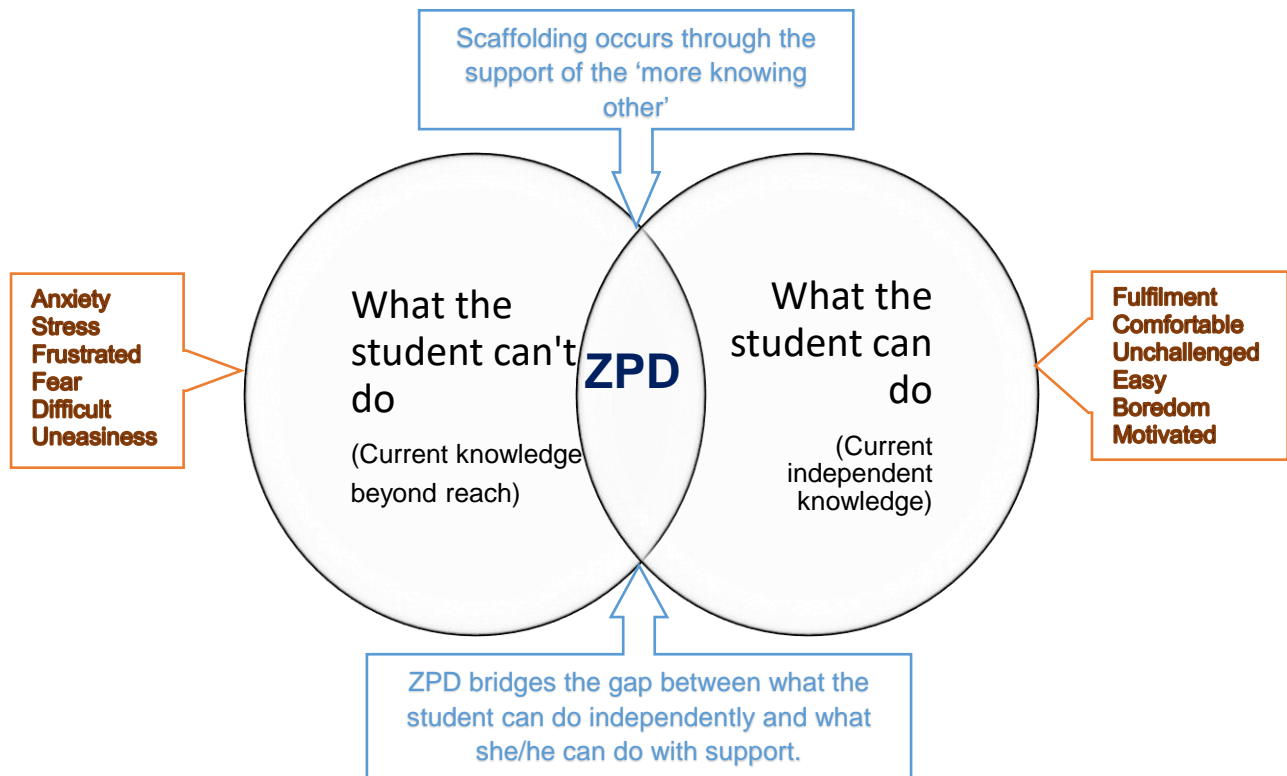 Scaffolding occurs through the
support of the ‘more knowing
other’
Anxiety
Stress
Frustrated
Fear
Difficult
Uneasiness
What the
student can't
do
(Current knowledge
beyond reach)
ZPD
What the
student can
do
(Current
independent
knowledge)
Fulfilment
Comfortable
Unchallenged
Easy
Boredom
Motivated
ZPD bridges the gap between what the
student can do independently and what
she/he can do with support.